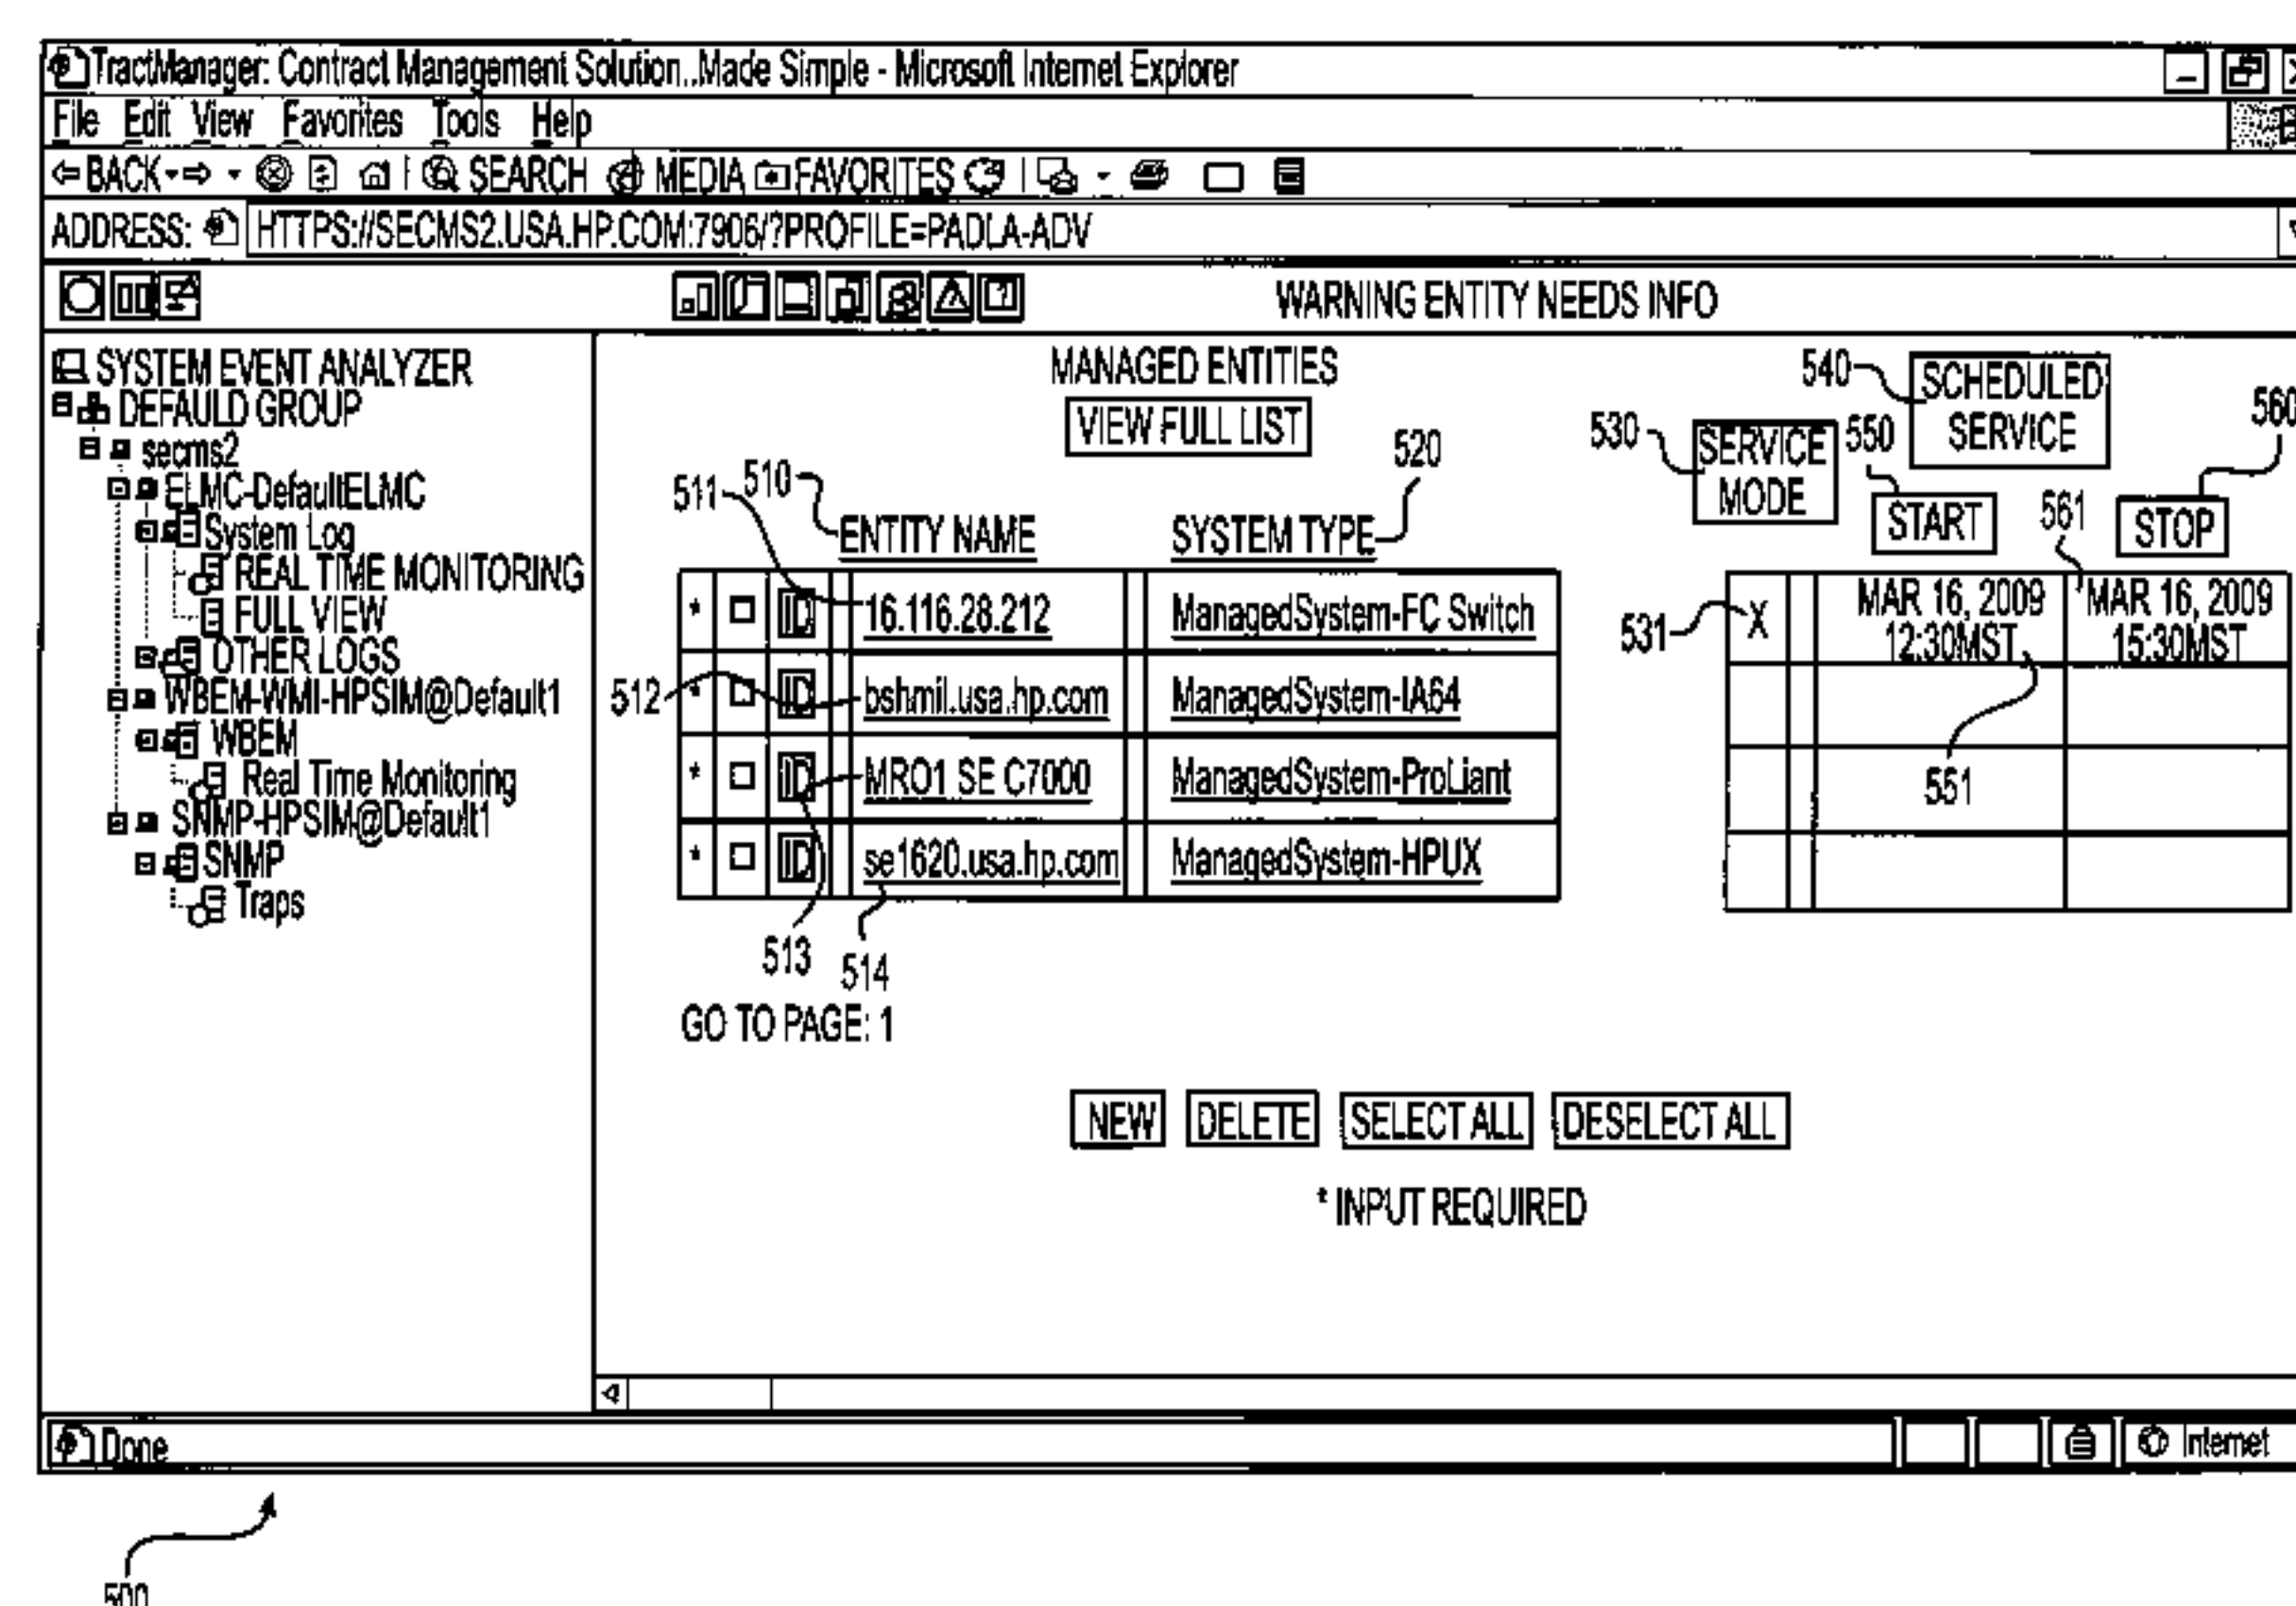 TractManager: Contract Management Solution..Made Simple - Microsoft Internet Explorer
File Edit View Favorites Tools Help
BACK SEARCH MEDIA FAVORITES
ADDRESS: HTTPS://SECMS2.USA.HP.COM:7906/?PROFILE=PADLA-ADV
WARNING ENTITY NEEDS INFO
SYSTEM EVENT ANALYZER
DEFAULD GROUP
secms2
ELMC-DefaultELMC
System Log
REAL TIME MONITORING
FULL VIEW
OTHER LOGS
WBEM-WMI-HPSIM@Default1
WBEM
Real Time Monitoring
SNMP-HPSIM@Default1
SNMP
Traps
MANAGED ENTITIES
VIEW FULL LIST
540
SCHEDULED
SERVICE
560
530
SERVICE
MODE
550
START
561
STOP
511
510
520
ENTITY NAME SYSTEM TYPE
* ID 16.116.28.212 ManagedSystem-FC Switch
531
X MAR 16, 2009 MAR 16, 2009
12:30MST 15:30MST
512
* ID bshmil.usa.hp.com ManagedSystem-IA64
* ID MRO1 SE C7000 ManagedSystem-ProLiant
551
* ID se1620.usa.hp.com ManagedSystem-HPUX
513
514
GO TO PAGE: 1
NEW DELETE SELECT ALL DESELECT ALL
* INPUT REQUIRED
Done Internet
500